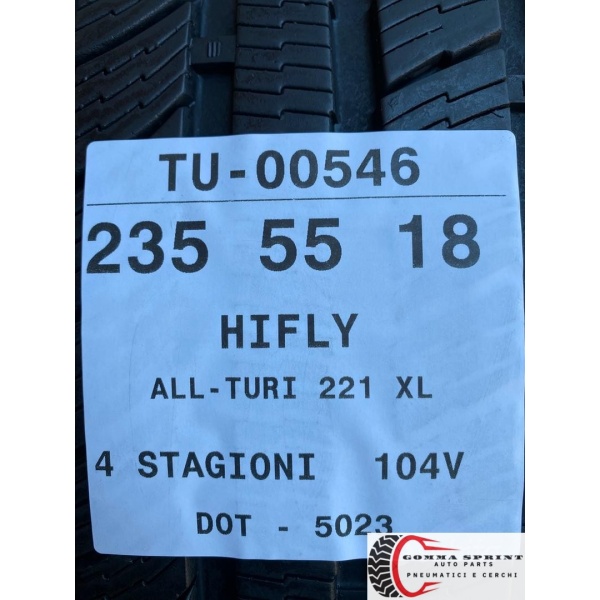 TU-00546
235 55 18
HIFLY
ALL-TURI 221 XL
4 STAGIONI 104V
DOT - 5023
GOMMA SPRINT
AUTO PARTS
PNEUMATICI E CERCHI